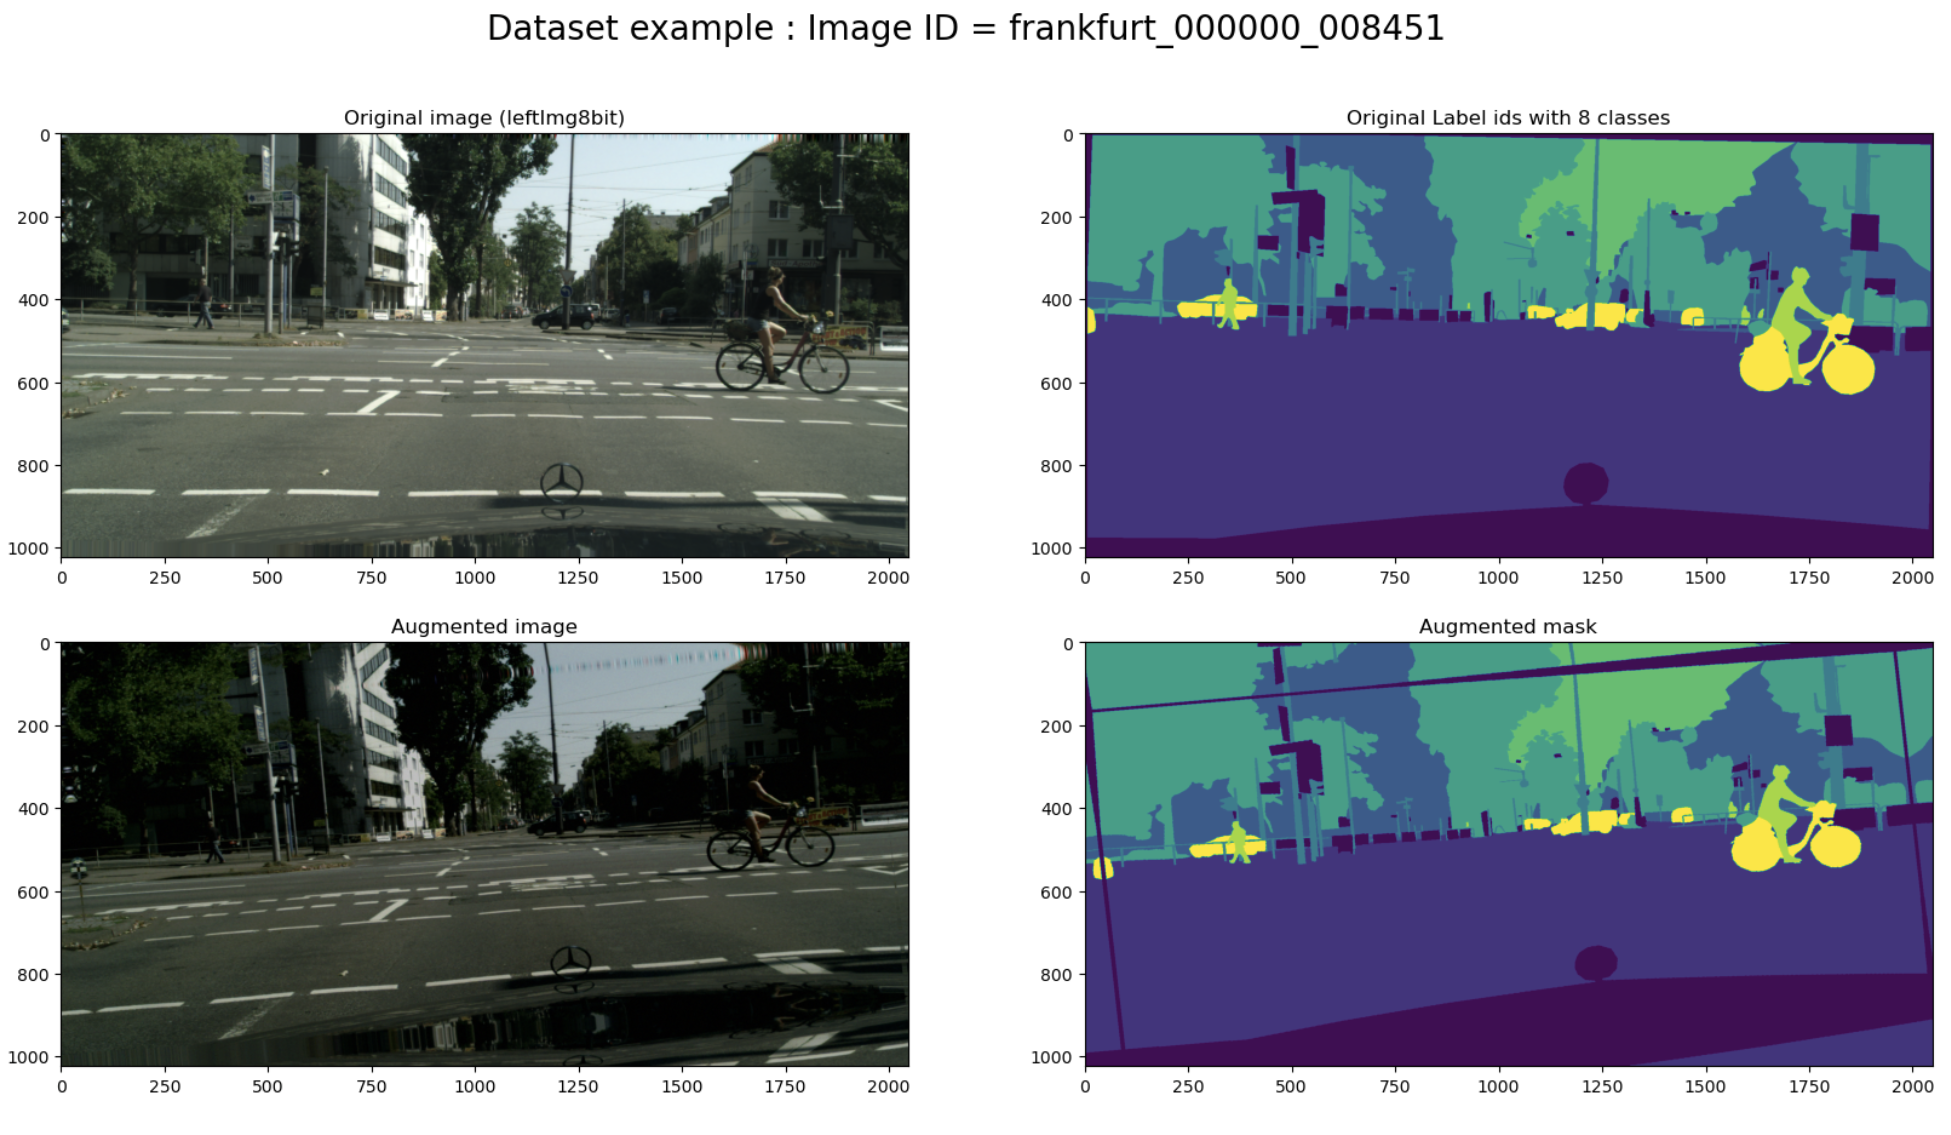 Dataset example : Image ID = frankfurt_000000_008451
Original image (leftImg8bit)
0
200
400
600
800
1000
0 250 500 750 1000 1250 1500 1750 2000
Original Label ids with 8 classes
0
200
400
600
800
1000
0 250 500 750 1000 1250 1500 1750 2000
Augmented image
0
200
400
600
800
1000
0 250 500 750 1000 1250 1500 1750 2000
Augmented mask
0
200
400
600
800
1000
0 250 500 750 1000 1250 1500 1750 2000